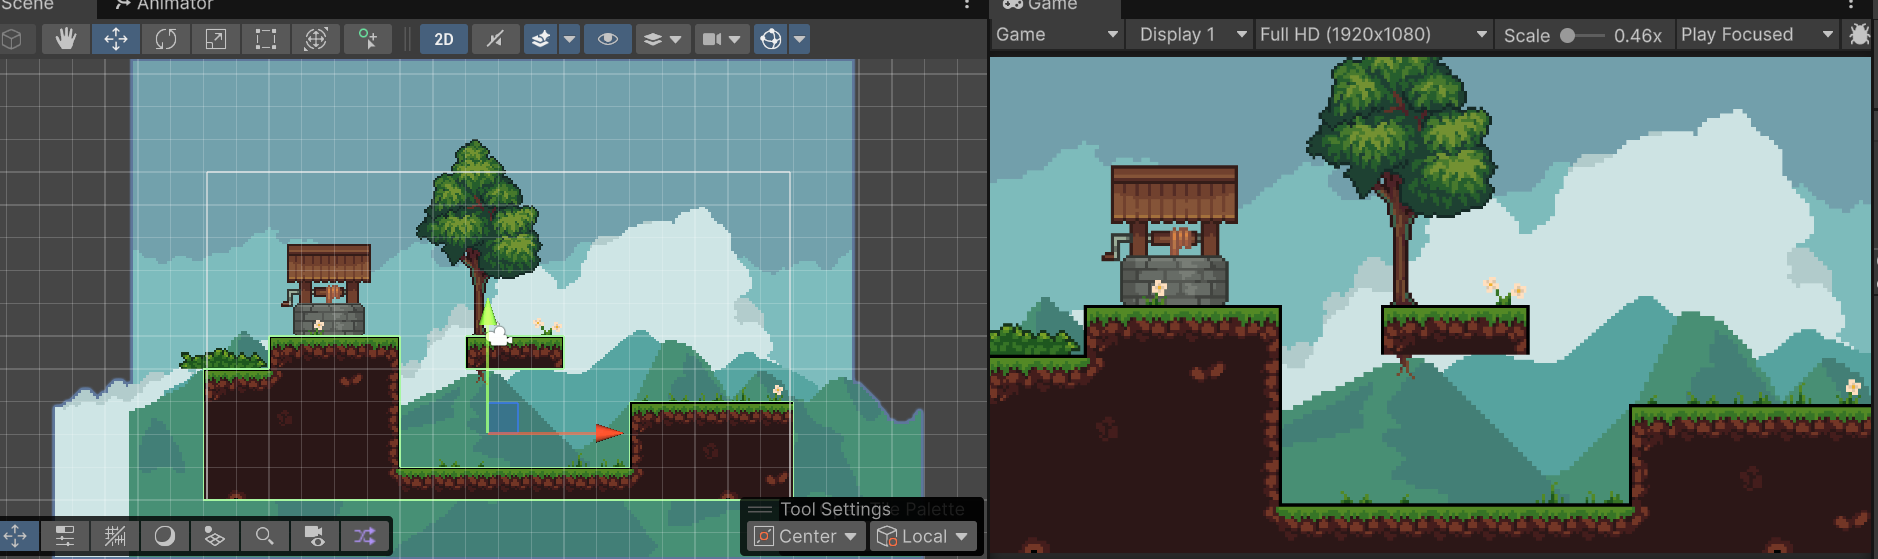 Scene
Animator
2D
Tool Settings
Palette
Center
Local
Game
Game
Display 1
Full HD (1920x1080)
Scale
0.46x
Play Focused